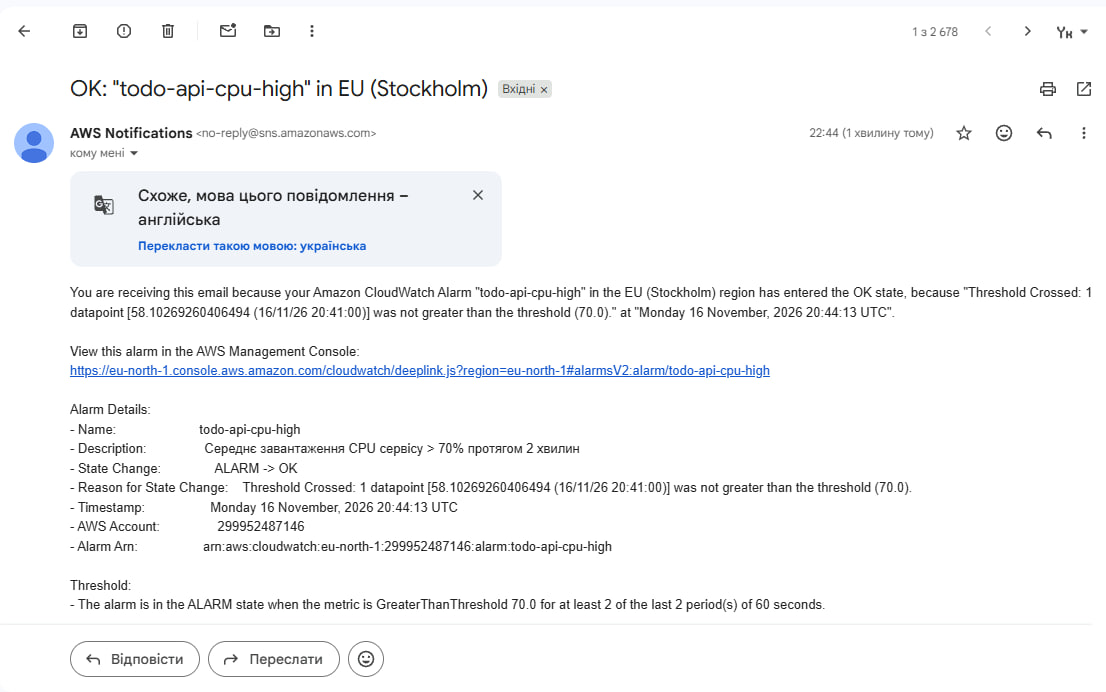 1 з 2 678
Ук
OK: "todo-api-cpu-high" in EU (Stockholm) Вхідні ×
AWS Notifications <no-reply@sns.amazonaws.com>
22:44 (1 хвилину тому)
кому мені
Схоже, мова цього повідомлення –
англійська
Перекласти такою мовою: українська
You are receiving this email because your Amazon CloudWatch Alarm "todo-api-cpu-high" in the EU (Stockholm) region has entered the OK state, because "Threshold Crossed: 1
datapoint [58.10269260406494 (16/11/26 20:41:00)] was not greater than the threshold (70.0)." at "Monday 16 November, 2026 20:44:13 UTC".
View this alarm in the AWS Management Console:
https://eu-north-1.console.aws.amazon.com/cloudwatch/deeplink.js?region=eu-north-1#alarmsV2:alarm/todo-api-cpu-high
Alarm Details:
- Name: todo-api-cpu-high
- Description: Середнє завантаження CPU сервісу > 70% протягом 2 хвилин
- State Change: ALARM -> OK
- Reason for State Change: Threshold Crossed: 1 datapoint [58.10269260406494 (16/11/26 20:41:00)] was not greater than the threshold (70.0).
- Timestamp: Monday 16 November, 2026 20:44:13 UTC
- AWS Account: 299952487146
- Alarm Arn: arn:aws:cloudwatch:eu-north-1:299952487146:alarm:todo-api-cpu-high
Threshold:
- The alarm is in the ALARM state when the metric is GreaterThanThreshold 70.0 for at least 2 of the last 2 period(s) of 60 seconds.
Відповісти
Переслати